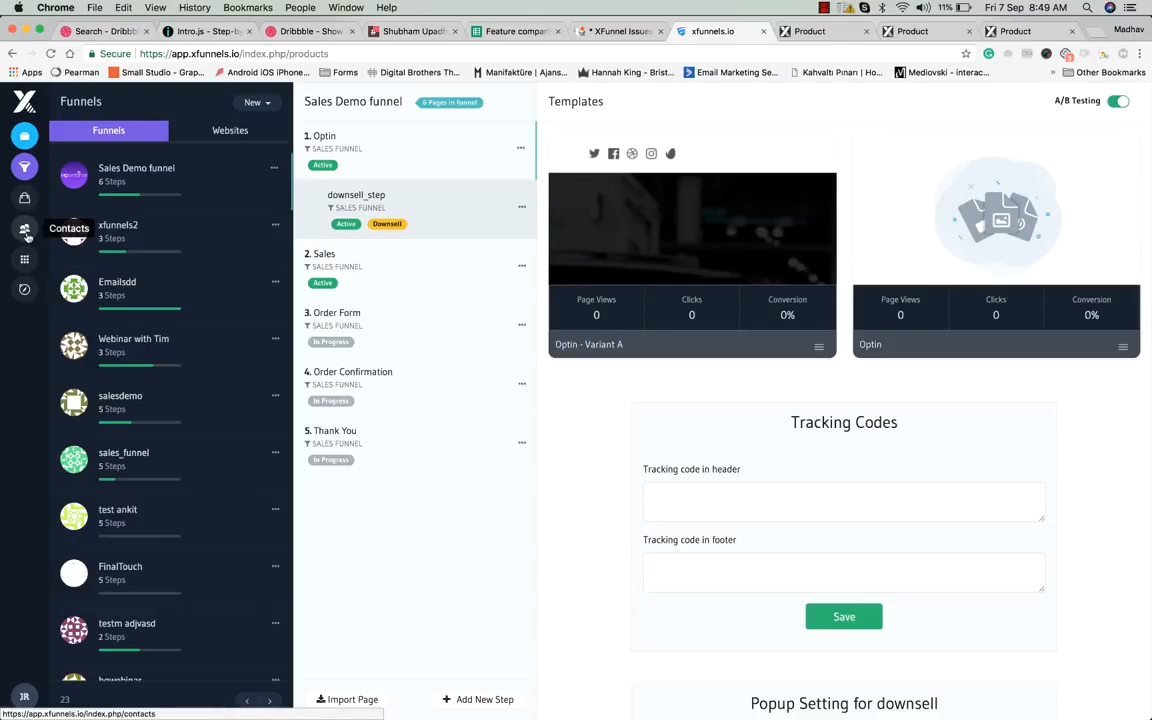 Chrome File Edit View History Bookmarks People Window Help
11% Fri 7 Sep 8:49 AM
Search - Dribbb
Intro.js - Step-b
Dribbble - Show
Shubham Upadh
Feature compari
* XFunnel Issues
xfunnels.io
Product
Product
Product
Madhav
Secure https://app.xfunnels.io/index.php/products
Apps
Pearman
Small Studio - Grap...
Android iOS iPhone...
Forms
Digital Brothers Th...
Manifaktüre | Ajans...
Hannah King - Brist...
Email Marketing Se...
Kahvaltı Pınarı | Ho...
Mediovski - interac...
Other Bookmarks
Funnels
New
Funnels
Websites
Sales Demo funnel
6 Steps
Contacts
xfunnels2
3 Steps
Emailsdd
3 Steps
Webinar with Tim
3 Steps
salesdemo
5 Steps
sales_funnel
5 Steps
test ankit
5 Steps
FinalTouch
5 Steps
testm adjvasd
2 Steps
23
JR
https://app.xfunnels.io/index.php/contacts
Sales Demo funnel
6 Pages in funnel
1. Optin
SALES FUNNEL
Active
downsell_step
SALES FUNNEL
Active
Downsell
2. Sales
SALES FUNNEL
Active
3. Order Form
SALES FUNNEL
In Progress
4. Order Confirmation
SALES FUNNEL
In Progress
5. Thank You
SALES FUNNEL
In Progress
Import Page
+ Add New Step
Templates
A/B Testing
Page Views Clicks Conversion
0 0 0%
Optin - Variant A
Page Views Clicks Conversion
0 0 0%
Optin
Tracking Codes
Tracking code in header
Tracking code in footer
Save
Popup Setting for downsell